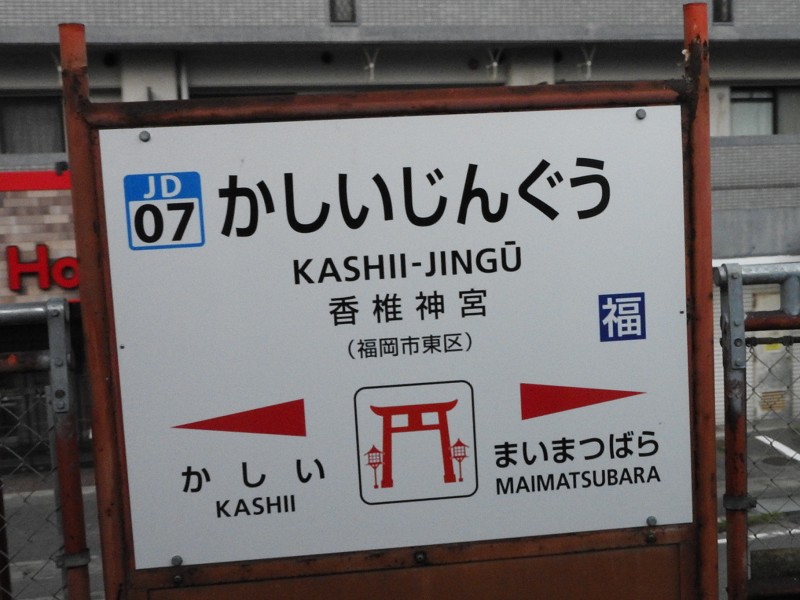 JD
07
かしいじんぐう
KASHII-JINGŪ
香椎神宮
福
(福岡市東区)
かしい
KASHII
まいまつばら
MAIMATSUBARA
Ho